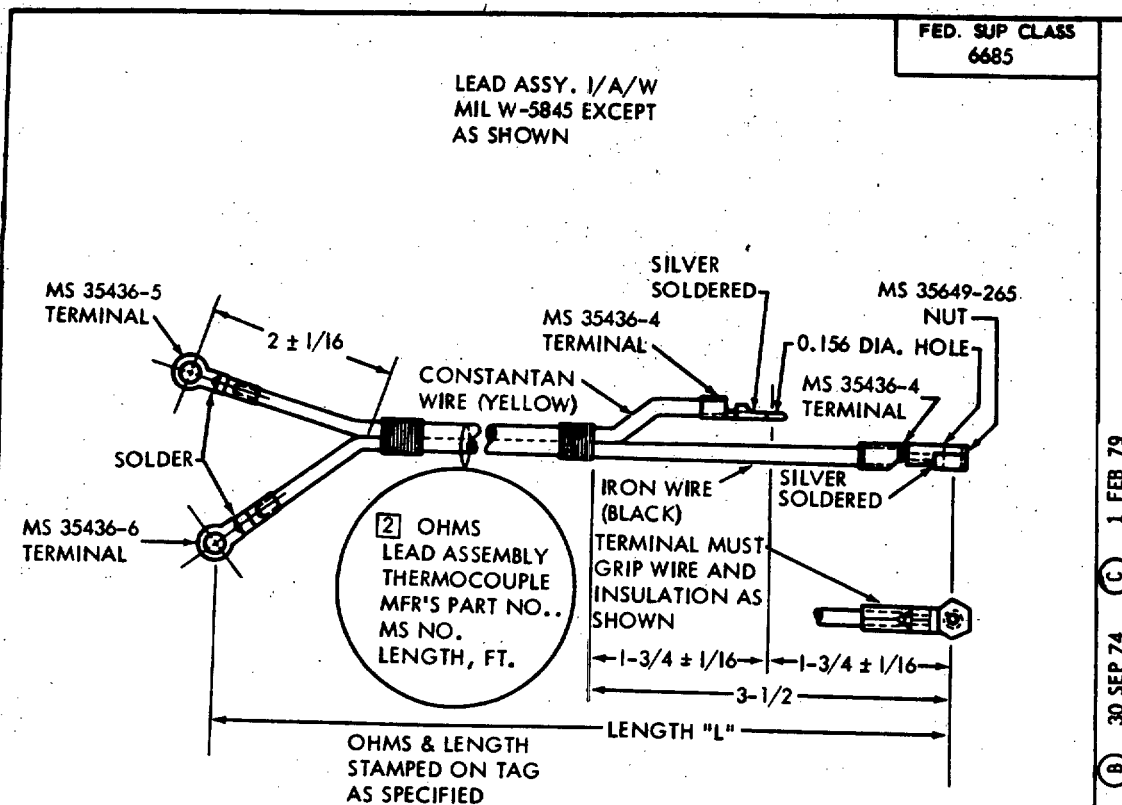 FED. SUP CLASS
6685
LEAD ASSY. I/A/W
MIL W-5845 EXCEPT
AS SHOWN
MS 35436-5
TERMINAL
2 ± 1/16
SILVER
SOLDERED
MS 35436-4
TERMINAL
MS 35649-265
NUT
0.156 DIA. HOLE
MS 35436-4
TERMINAL
CONSTANTAN
WIRE (YELLOW)
SOLDER
MS 35436-6
TERMINAL
IRON WIRE
(BLACK)
SILVER
SOLDERED
TERMINAL MUST
GRIP WIRE AND
INSULATION AS
SHOWN
2 OHMS
LEAD ASSEMBLY
THERMOCOUPLE
MFR'S PART NO..
MS NO.
LENGTH, FT.
1-3/4 ± 1/16
1-3/4 ± 1/16
3-1/2
LENGTH "L"
OHMS & LENGTH
STAMPED ON TAG
AS SPECIFIED
B 30 SEP 74 C 1 FEB 79